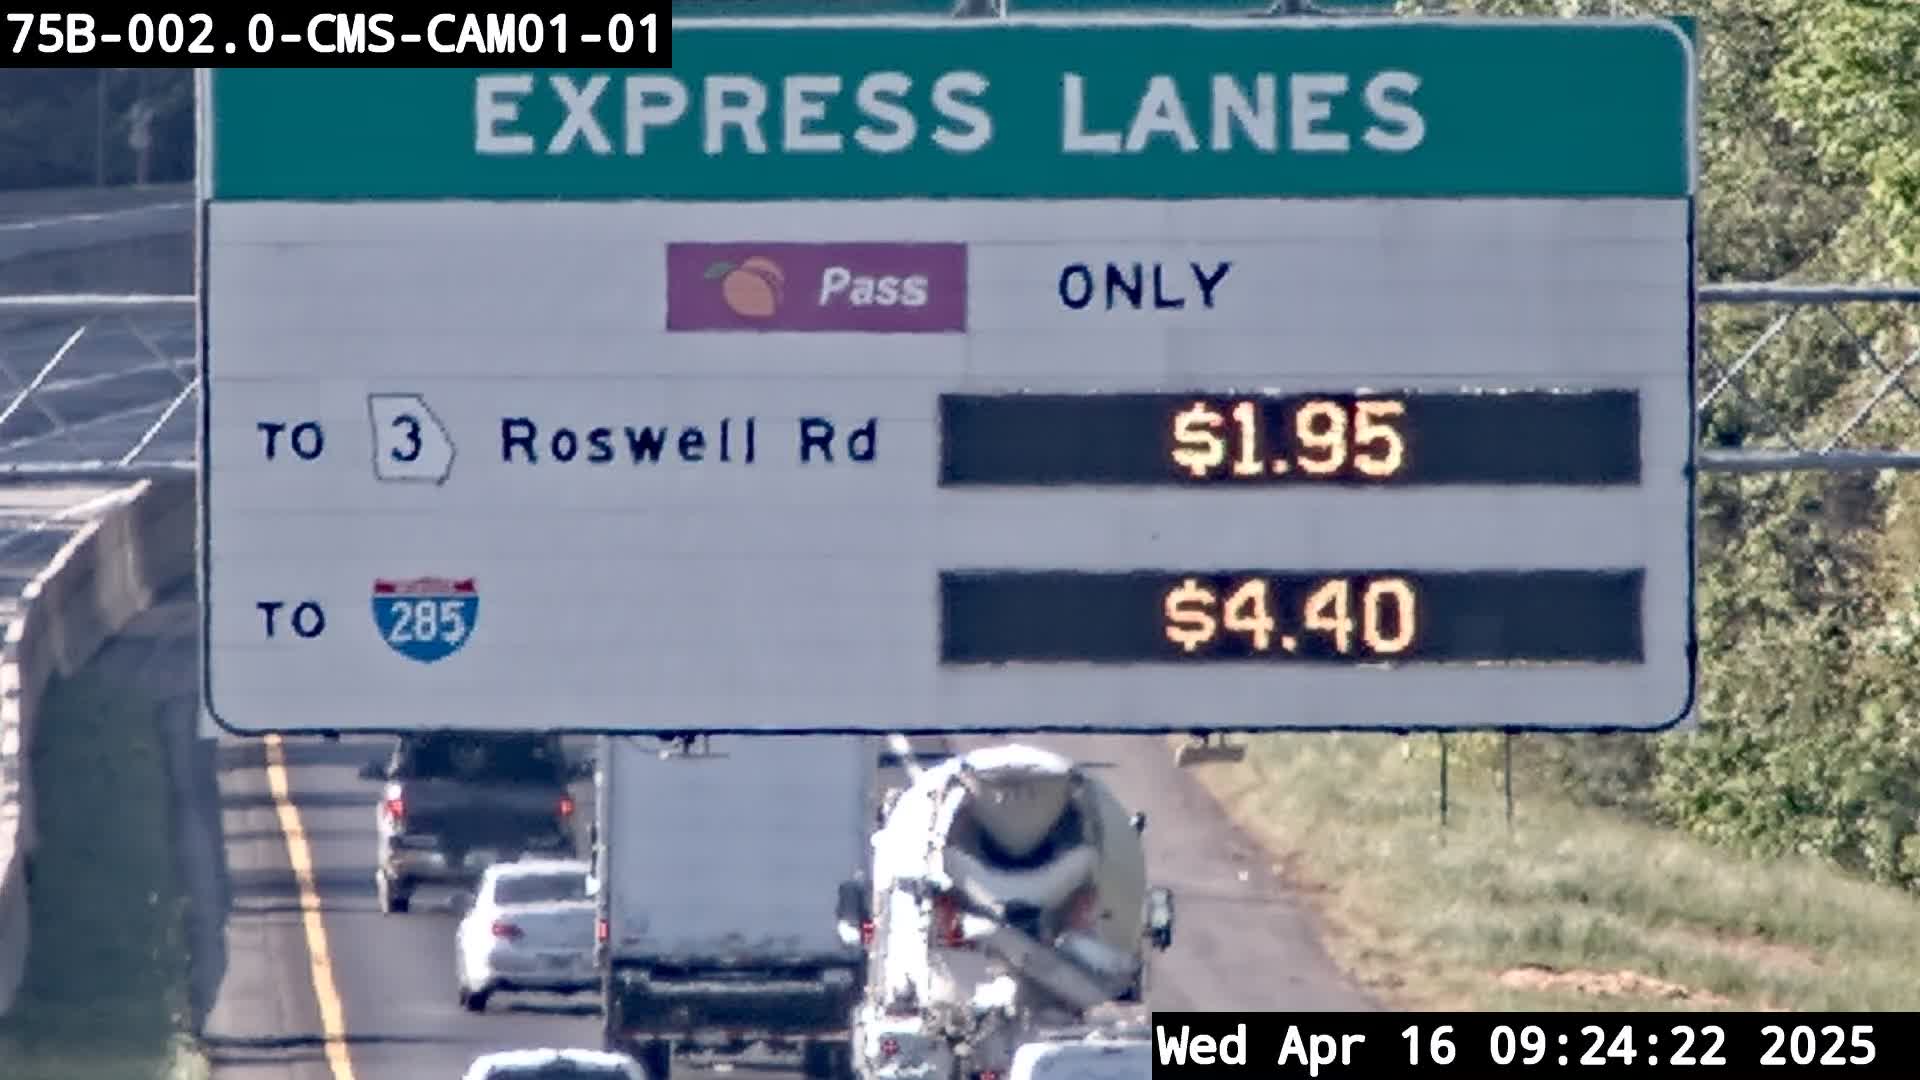 75B-002.0-CMS-CAM01-01
EXPRESS LANES
Pass ONLY
TO 3 Roswell Rd $1.95
TO 285 $4.40
Wed Apr 16 09:24:22 2025